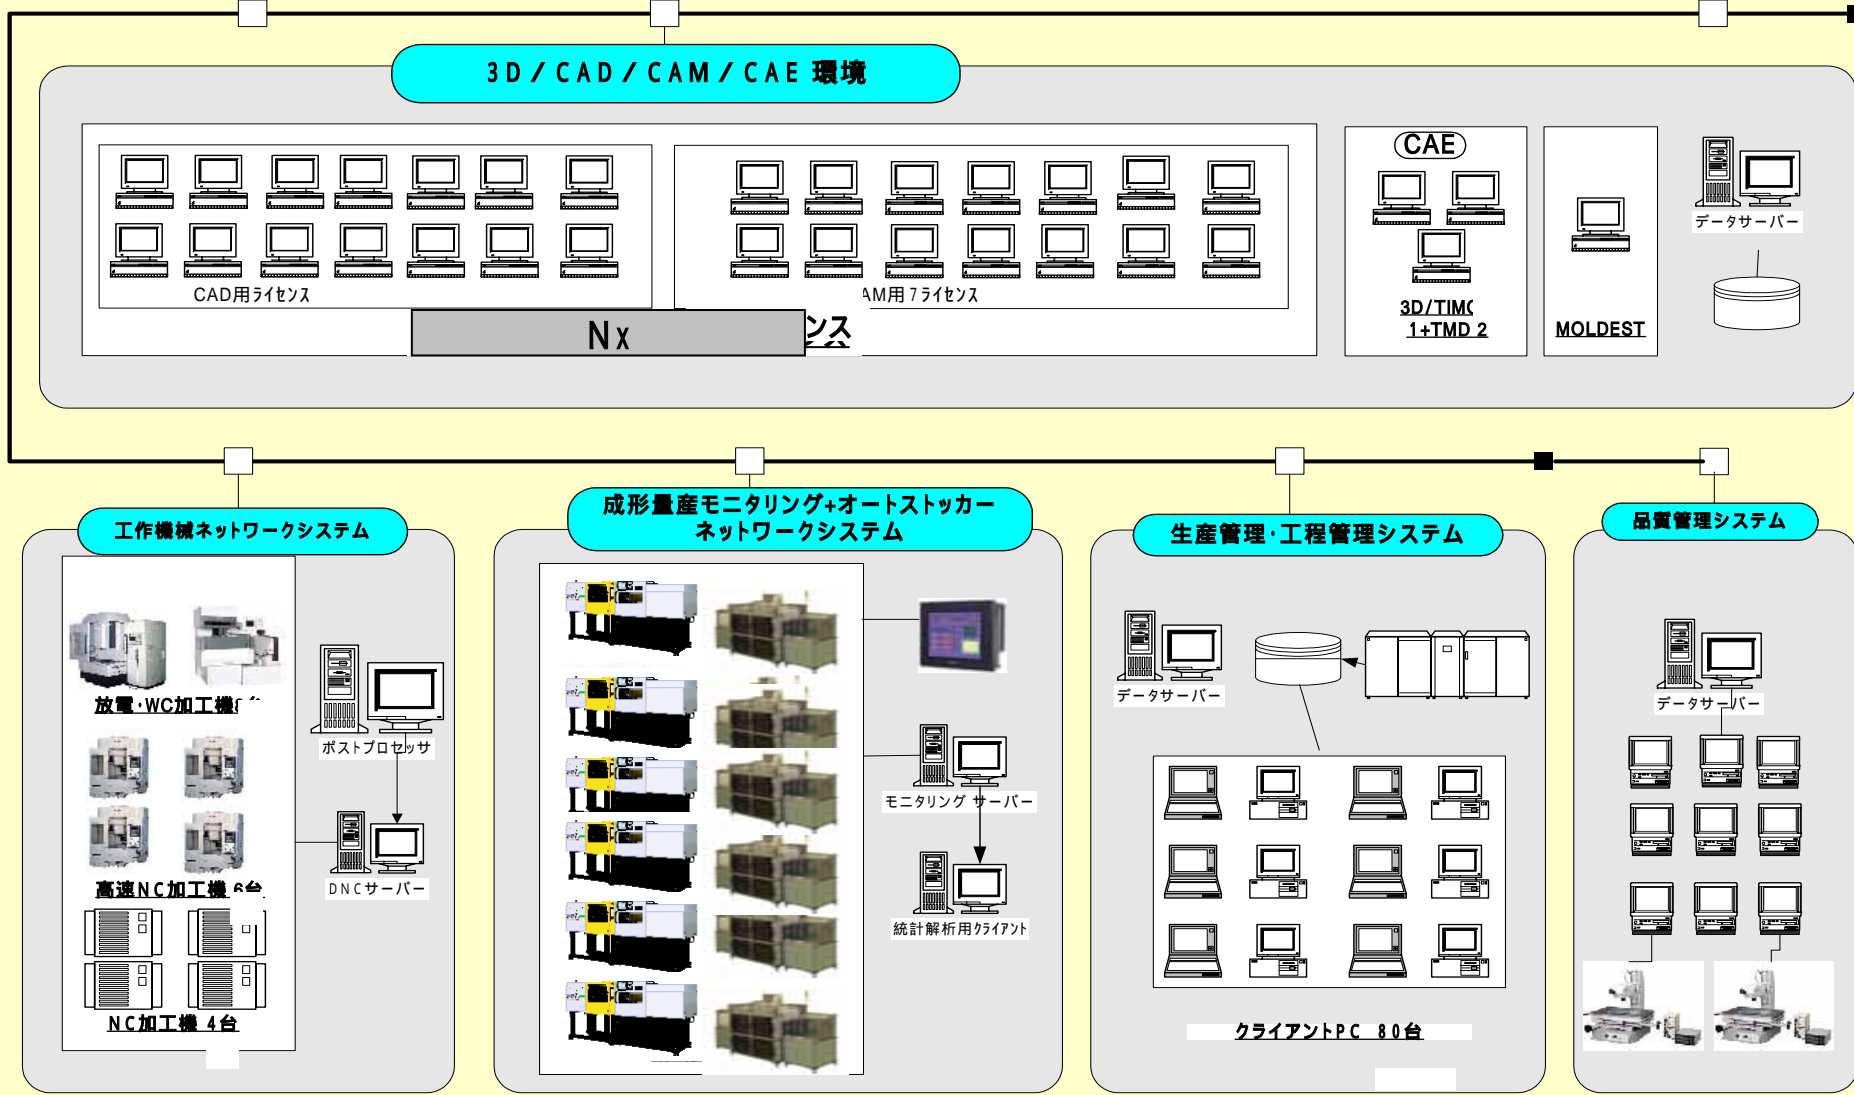 3D/CAD/CAM/CAE 環境
CAE
データサーバー
CAD用ライセンス
AM用7ライセンス
Nx
ンス
3D/TIMC
1+TMD 2
MOLDEST
工作機械ネットワークシステム
成形量産モニタリング+オートストッカー
ネットワークシステム
生産管理・工程管理システム
品質管理システム
放電・WC加工機
ポストプロセッサ
高速NC加工機 6台
DNCサーバー
NC加工機 4台
モニタリング サーバー
統計解析用クライアント
データサーバー
クライアントPC 80台
データサーバー